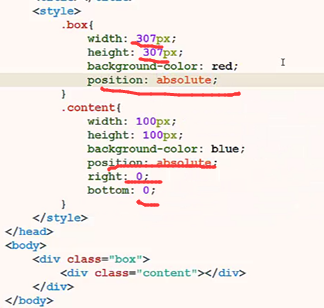 <style>
.box{
width: 307px;
height: 307px;
background-color: red;
position: absolute;
}
.content{
width: 100px;
height: 100px;
background-color: blue;
position: absolute;
right: 0;
bottom: 0;
}
</style>
</head>
<body>
<div class="box">
<div class="content"></div>
</div>
</body>